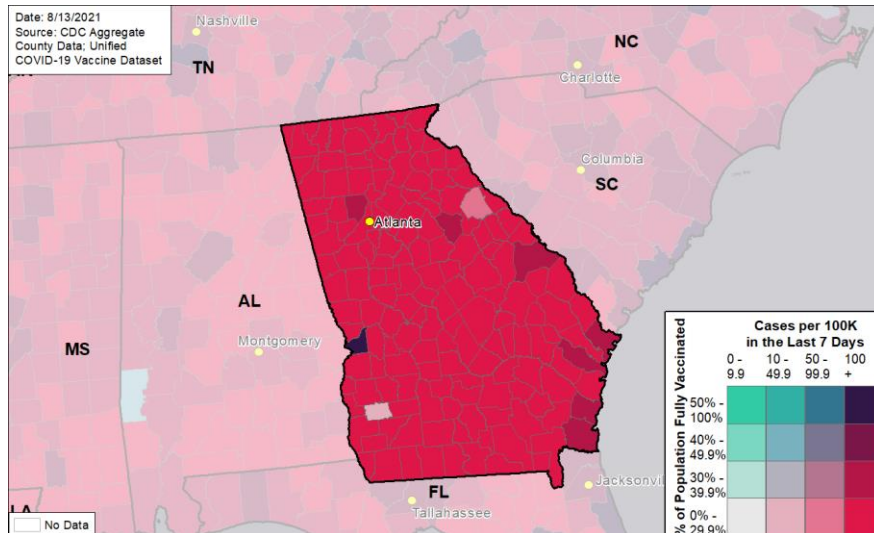 Date: 8/13/2021
Source: CDC Aggregate
County Data; Unified
COVID-19 Vaccine Dataset
Nashville
TN
NC
Charlotte
Columbia
SC
Atlanta
AL
Montgomery
MS
FL
Tallahassee
Jacksonvil
LA
No Data
Cases per 100K
in the Last 7 Days
0 - 9.9
10 - 49.9
50 - 99.9
100 +
% of Population Fully Vaccinated
50% - 100%
40% - 49.9%
30% - 39.9%
0% - 29.9%